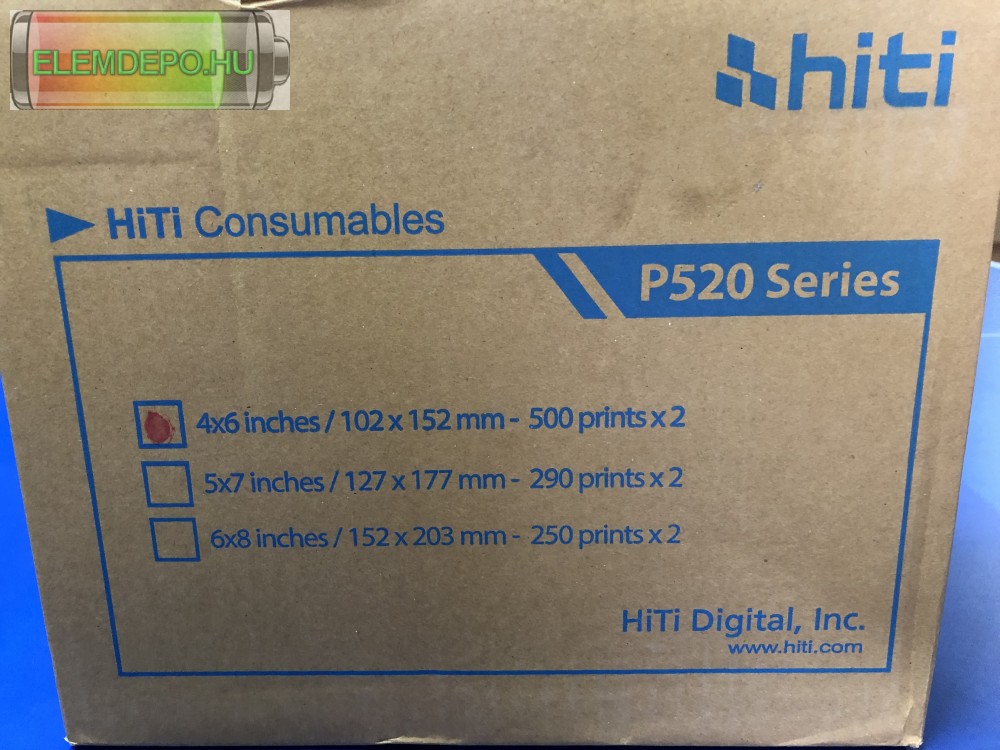 ELEMDEPO.HU
hiti
HiTi Consumables
P520 Series
4x6 inches / 102 x 152 mm - 500 prints x 2
5x7 inches / 127 x 177 mm - 290 prints x 2
6x8 inches / 152 x 203 mm - 250 prints x 2
HiTi Digital, Inc.
www.hiti.com